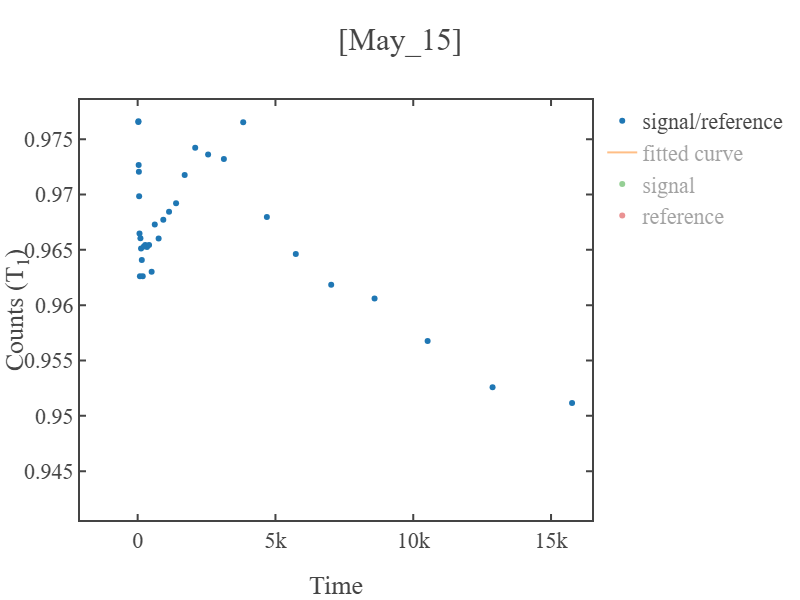 [May_15]
signal/reference
fitted curve
signal
reference
0.975
0.97
0.965
0.96
0.955
0.95
0.945
Counts (T1)
0
5k
10k
15k
Time